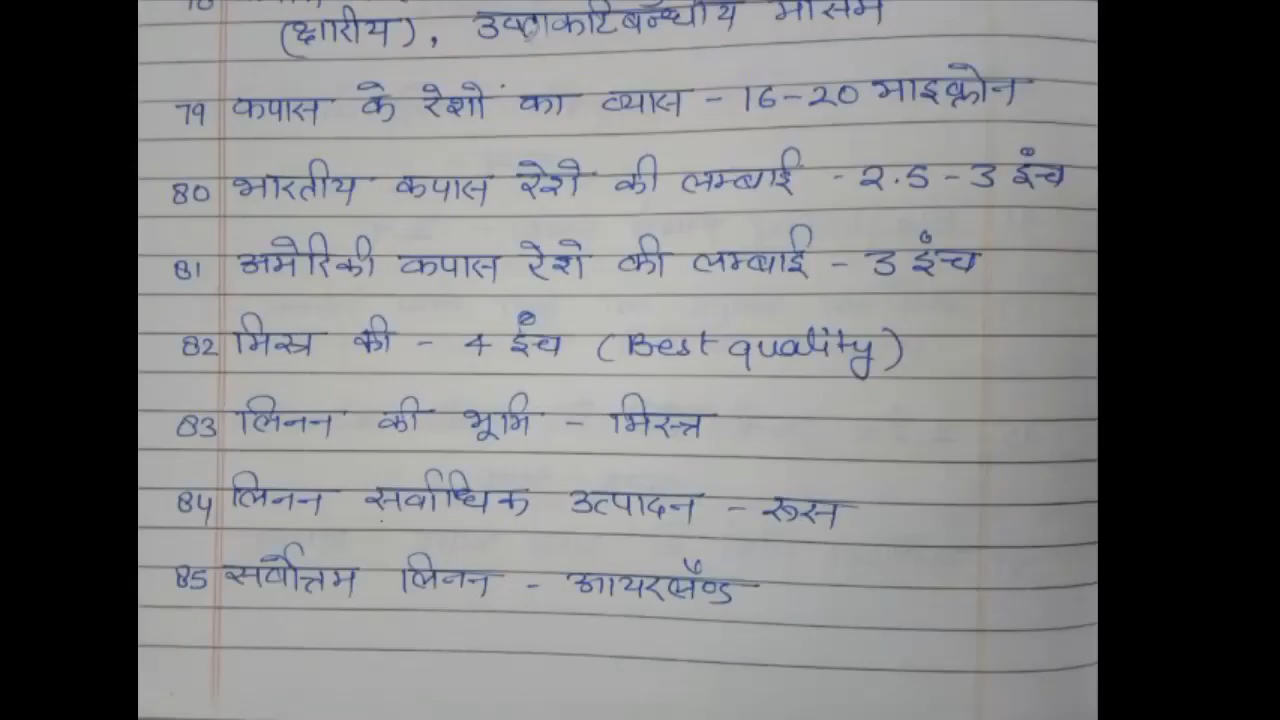 (क्षारीय), उष्णकटिबन्धीय मौसम
79 कपास के रेशों का व्यास - 16-20 माइक्रोन
80 भारतीय कपास रेशे की लम्बाई - 2.5 - 3 इंच
81 अमेरिकी कपास रेशे की लम्बाई - 3 इंच
82 मिस्त्र की - 4 इंच (Best quality)
83 लिनन की भूमि - मिस्त्र
84 लिनन सर्वाधिक उत्पादन - रूस
85 सर्वोत्तम लिनन - आयरलैण्ड